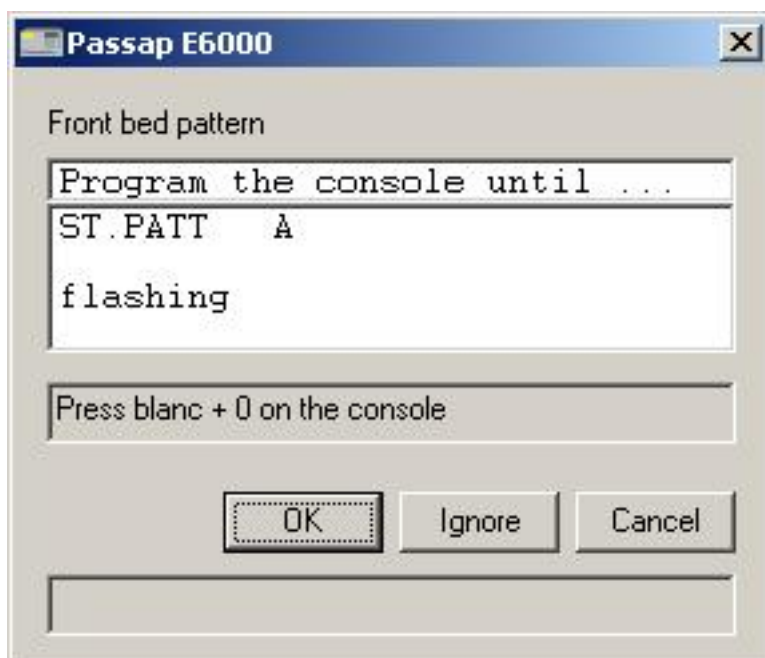 Passap E6000
Front bed pattern
Program the console until ...
ST.PATT A
flashing
Press blanc + 0 on the console
OK Ignore Cancel